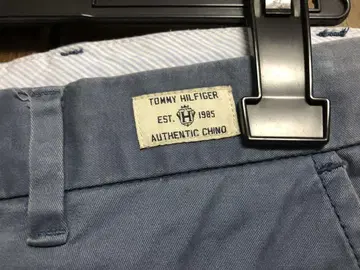 TOMMY HILFIGER
EST. H 1985
AUTHENTIC CHINO